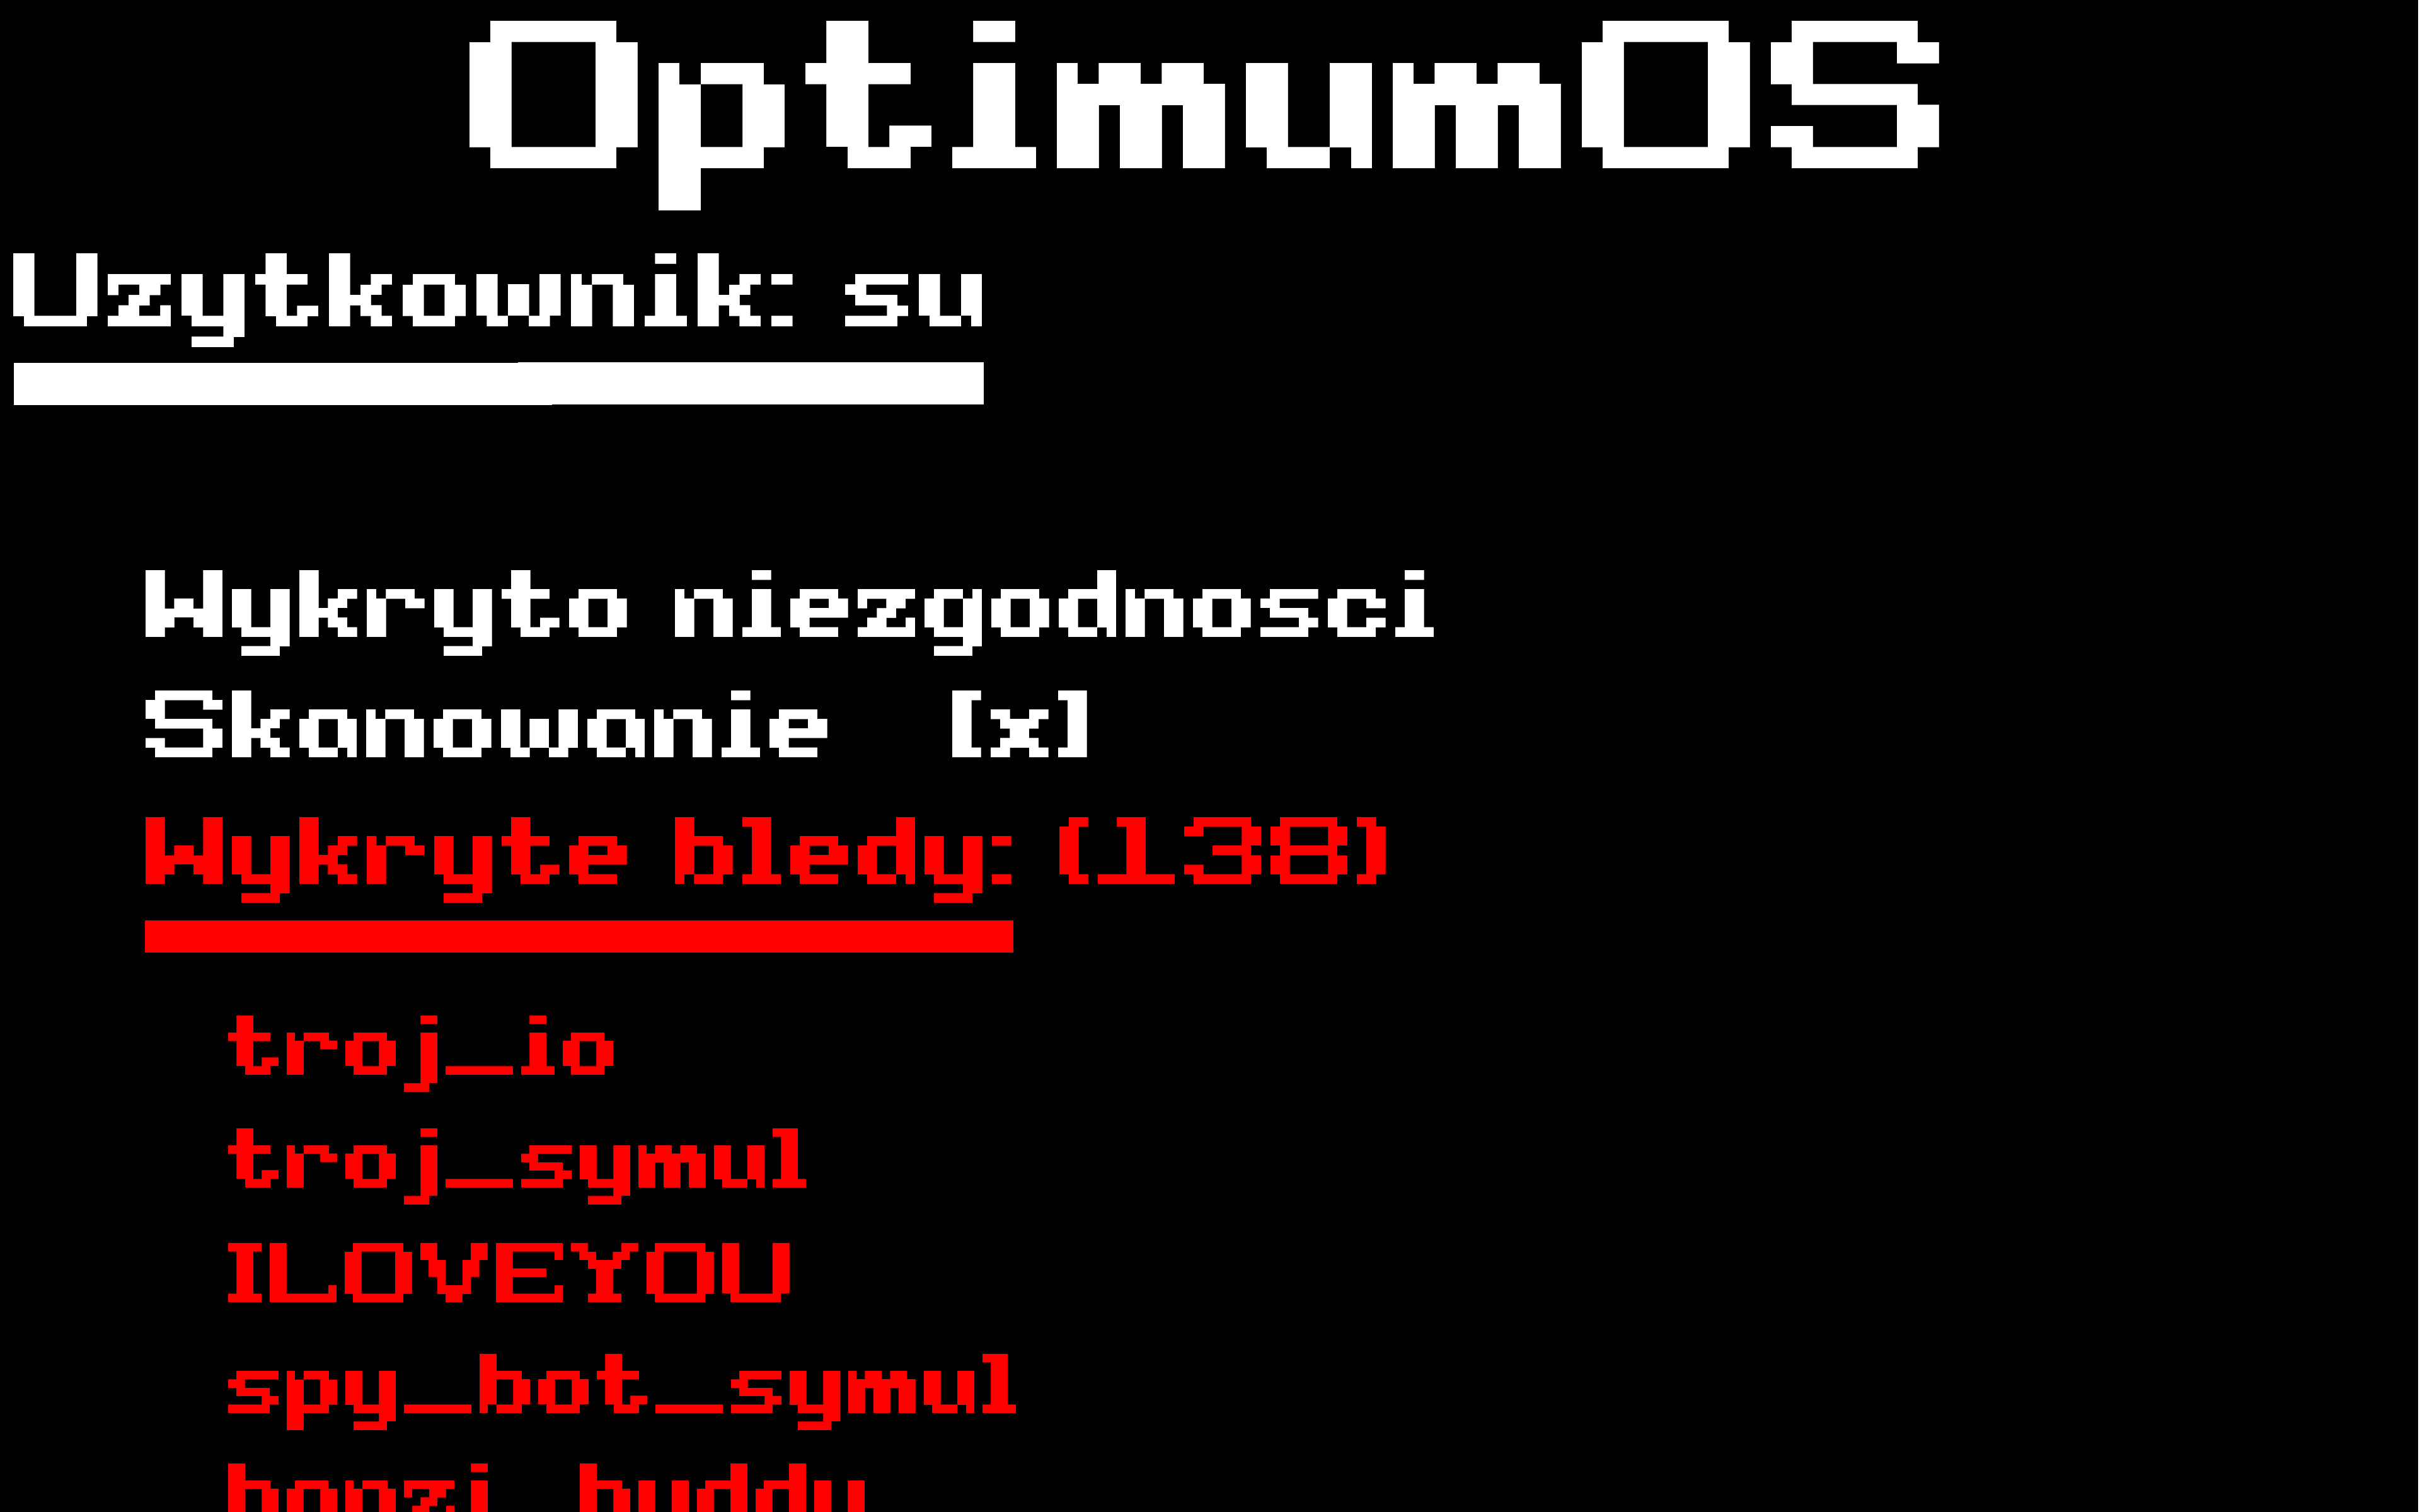 OptimumOS
Uzytkownik: su
Wykryto niezgodnosci
Skanowanie [x]
Wykryte bledy: (138)
troj_io
troj_symul
ILOVEYOU
spy_bot_symul